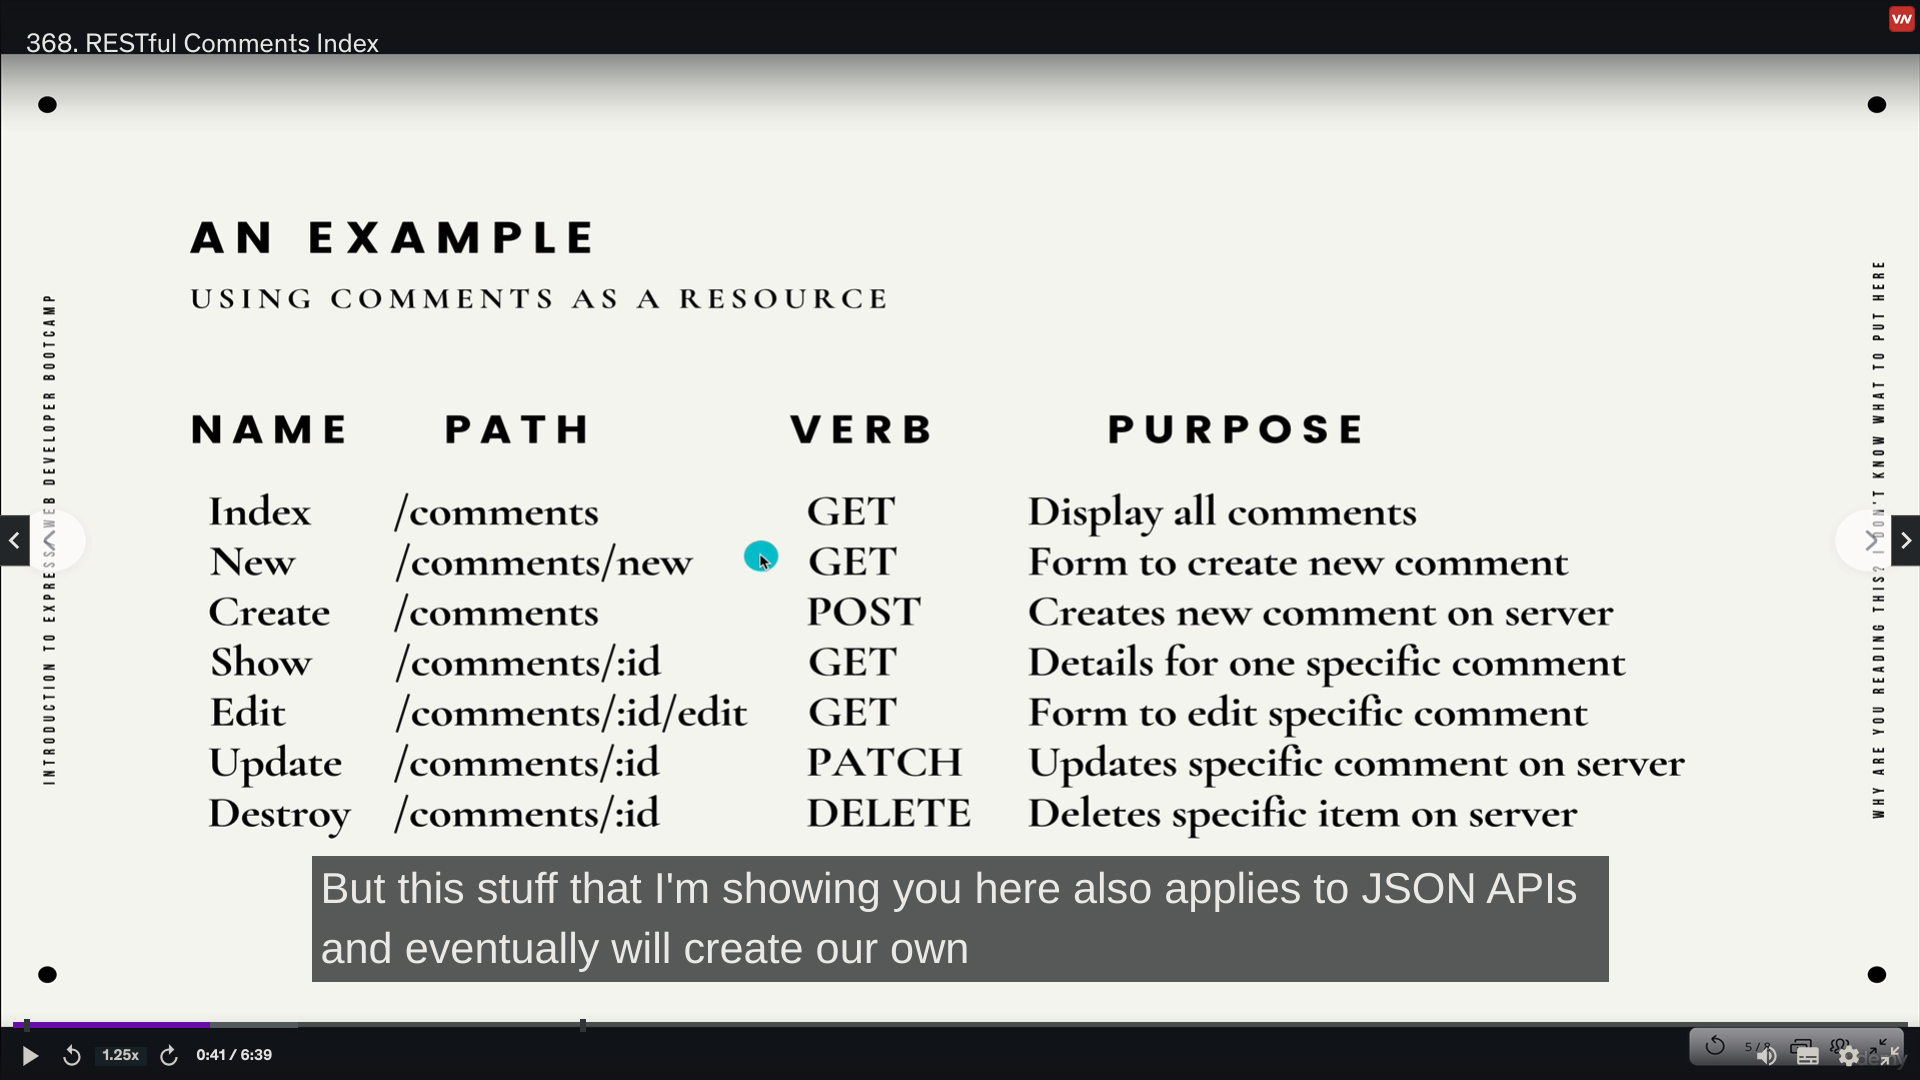 368. RESTful Comments Index
AN EXAMPLE
USING COMMENTS AS A RESOURCE
NAME PATH VERB PURPOSE
Index /comments GET Display all comments
New /comments/new GET Form to create new comment
Create /comments POST Creates new comment on server
Show /comments/:id GET Details for one specific comment
Edit /comments/:id/edit GET Form to edit specific comment
Update /comments/:id PATCH Updates specific comment on server
Destroy /comments/:id DELETE Deletes specific item on server
INTRODUCTION TO EXPRESS WEB DEVELOPER BOOTCAMP
WHY ARE YOU READING THIS? I DON'T KNOW WHAT TO PUT HERE
But this stuff that I'm showing you here also applies to JSON APIs
and eventually will create our own
1.25x 0:41 / 6:39